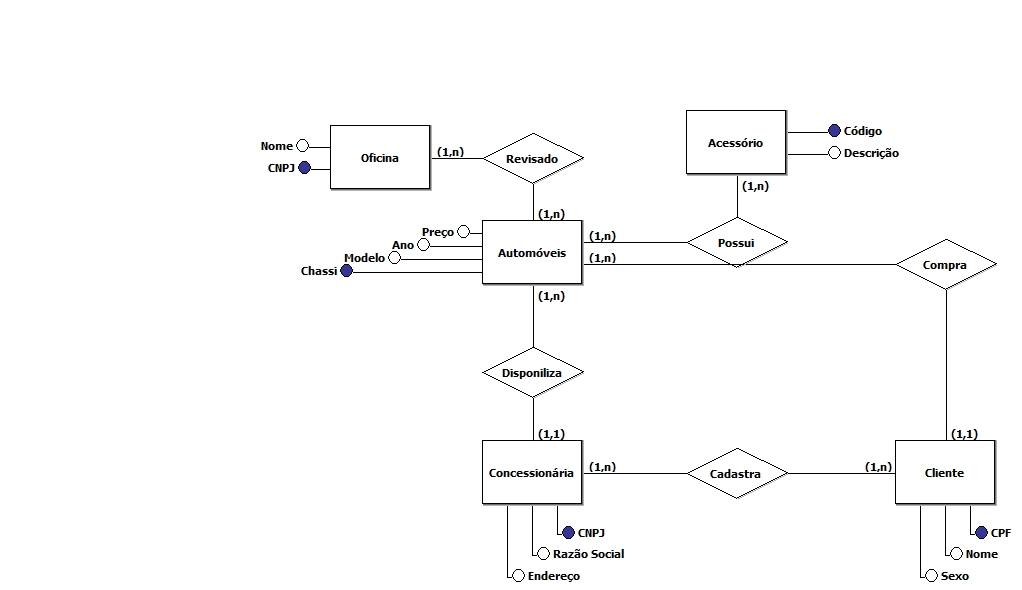 Nome
CNPJ
Oficina
(1,n)
Revisado
(1,n)
Acessório
Código
Descrição
(1,n)
Preço
Ano
Modelo
Chassi
Automóveis
(1,n)
(1,n)
Possui
Compra
(1,n)
Disponiliza
(1,1)
(1,1)
Concessionária
(1,n)
Cadastra
(1,n)
Cliente
CNPJ
Razão Social
Endereço
CPF
Nome
Sexo